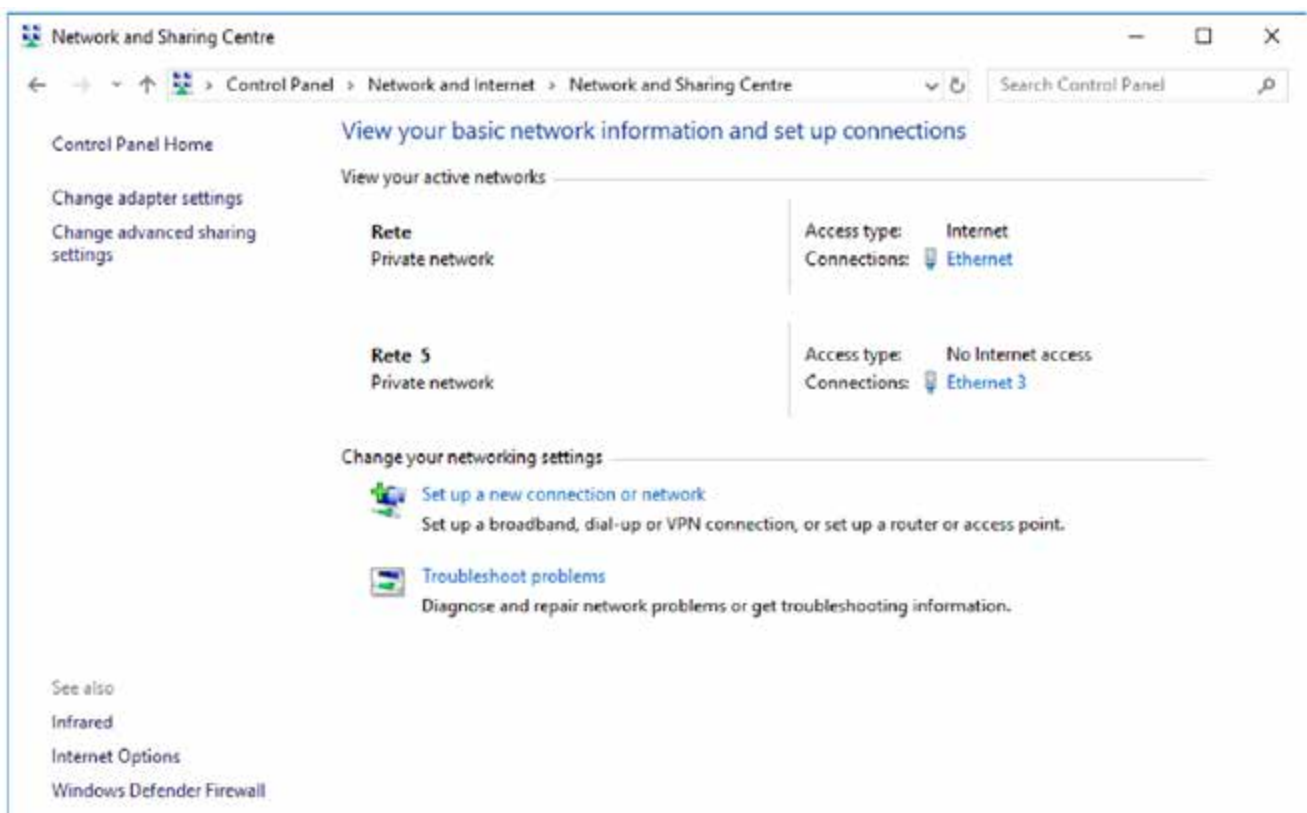 Network and Sharing Centre
Control Panel > Network and Internet > Network and Sharing Centre
Search Control Panel
Control Panel Home
Change adapter settings
Change advanced sharing
settings
View your basic network information and set up connections
View your active networks
Rete
Private network
Access type: Internet
Connections: Ethernet
Rete 5
Private network
Access type: No Internet access
Connections: Ethernet 3
Change your networking settings
Set up a new connection or network
Set up a broadband, dial-up or VPN connection, or set up a router or access point.
Troubleshoot problems
Diagnose and repair network problems or get troubleshooting information.
See also
Infrared
Internet Options
Windows Defender Firewall